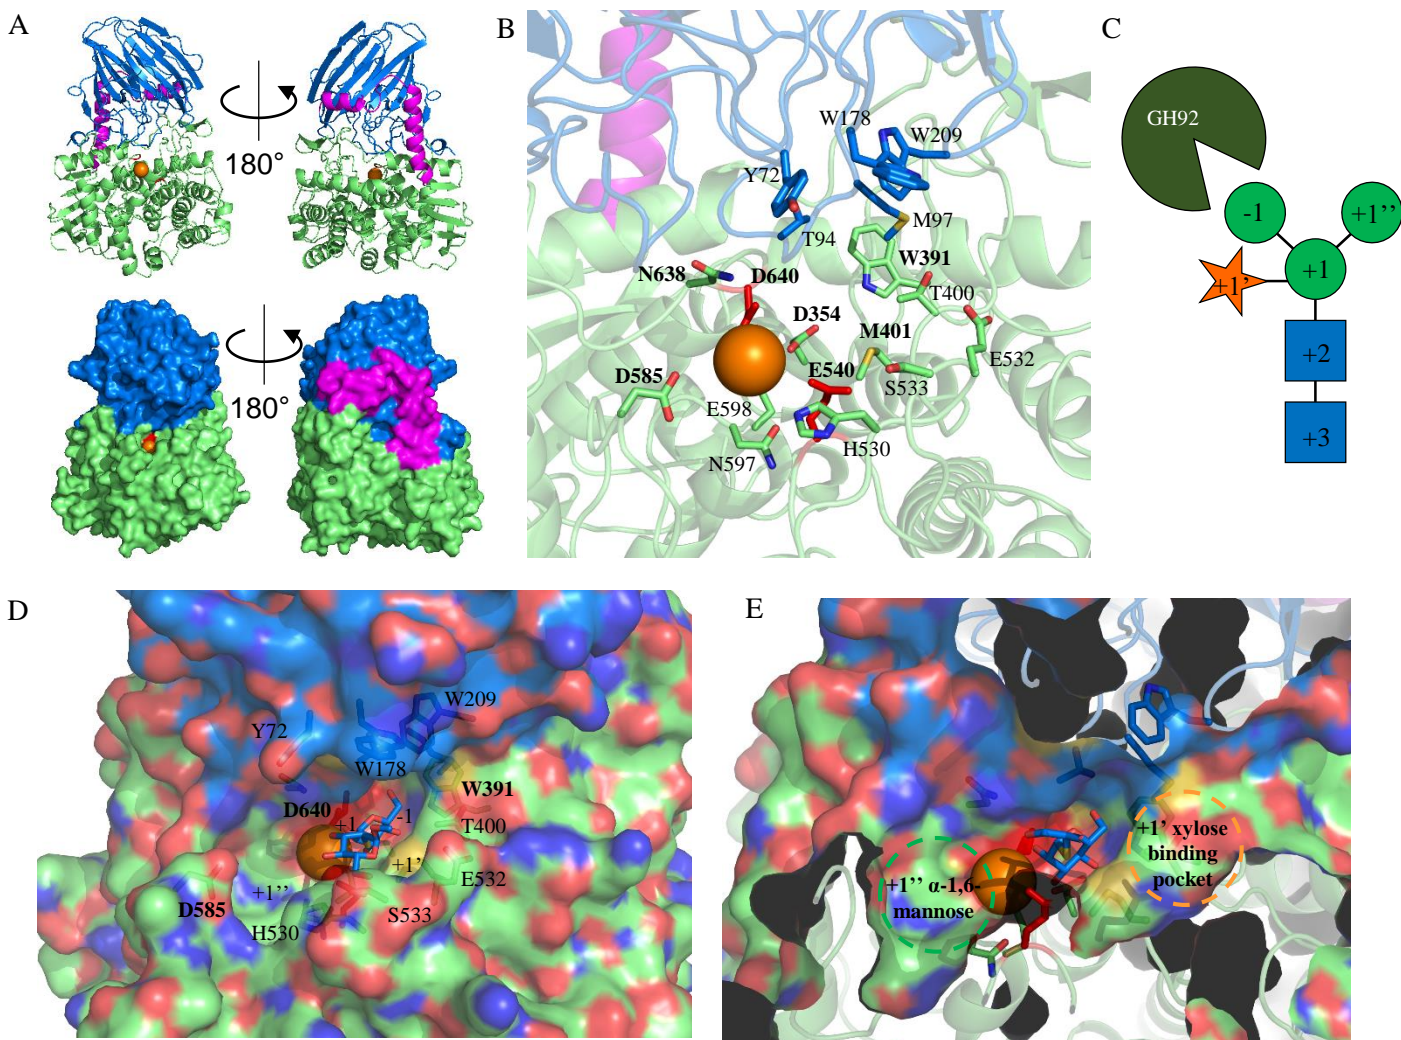 A
180°
180°
B
W178
W209
Y72
T94
M97
W391
N638
D640
T400
D354
M401
E532
D585
E540
S533
E598
H530
N597
C
GH92
-1
+1’’
+1’
+1
+2
+3
D
W209
Y72
W178
W391
D640
+1
-1
T400
+1’
E532
+1’’
D585
S533
H530
E
+1’ xylose
binding
pocket
+1’’ α-1,6-
mannose